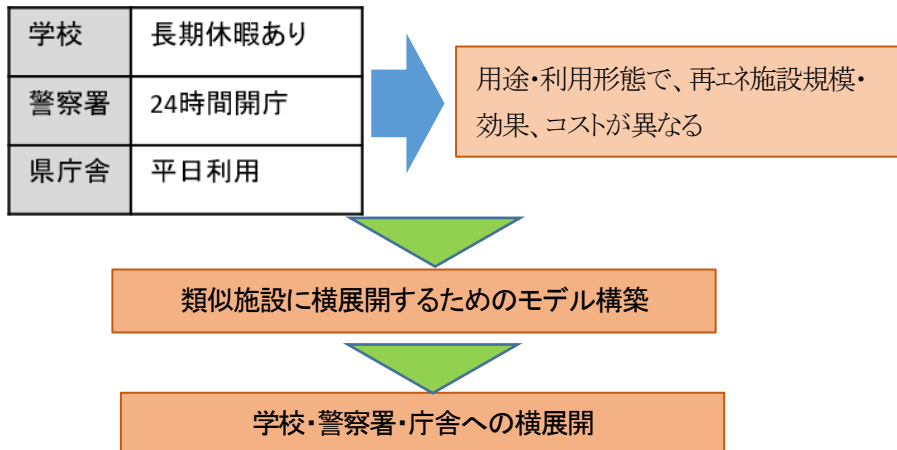 学校 長期休暇あり
警察署 24時間開庁
県庁舎 平日利用
用途・利用形態で、再エネ施設規模・
効果、コストが異なる
類似施設に横展開するためのモデル構築
学校・警察署・庁舎への横展開